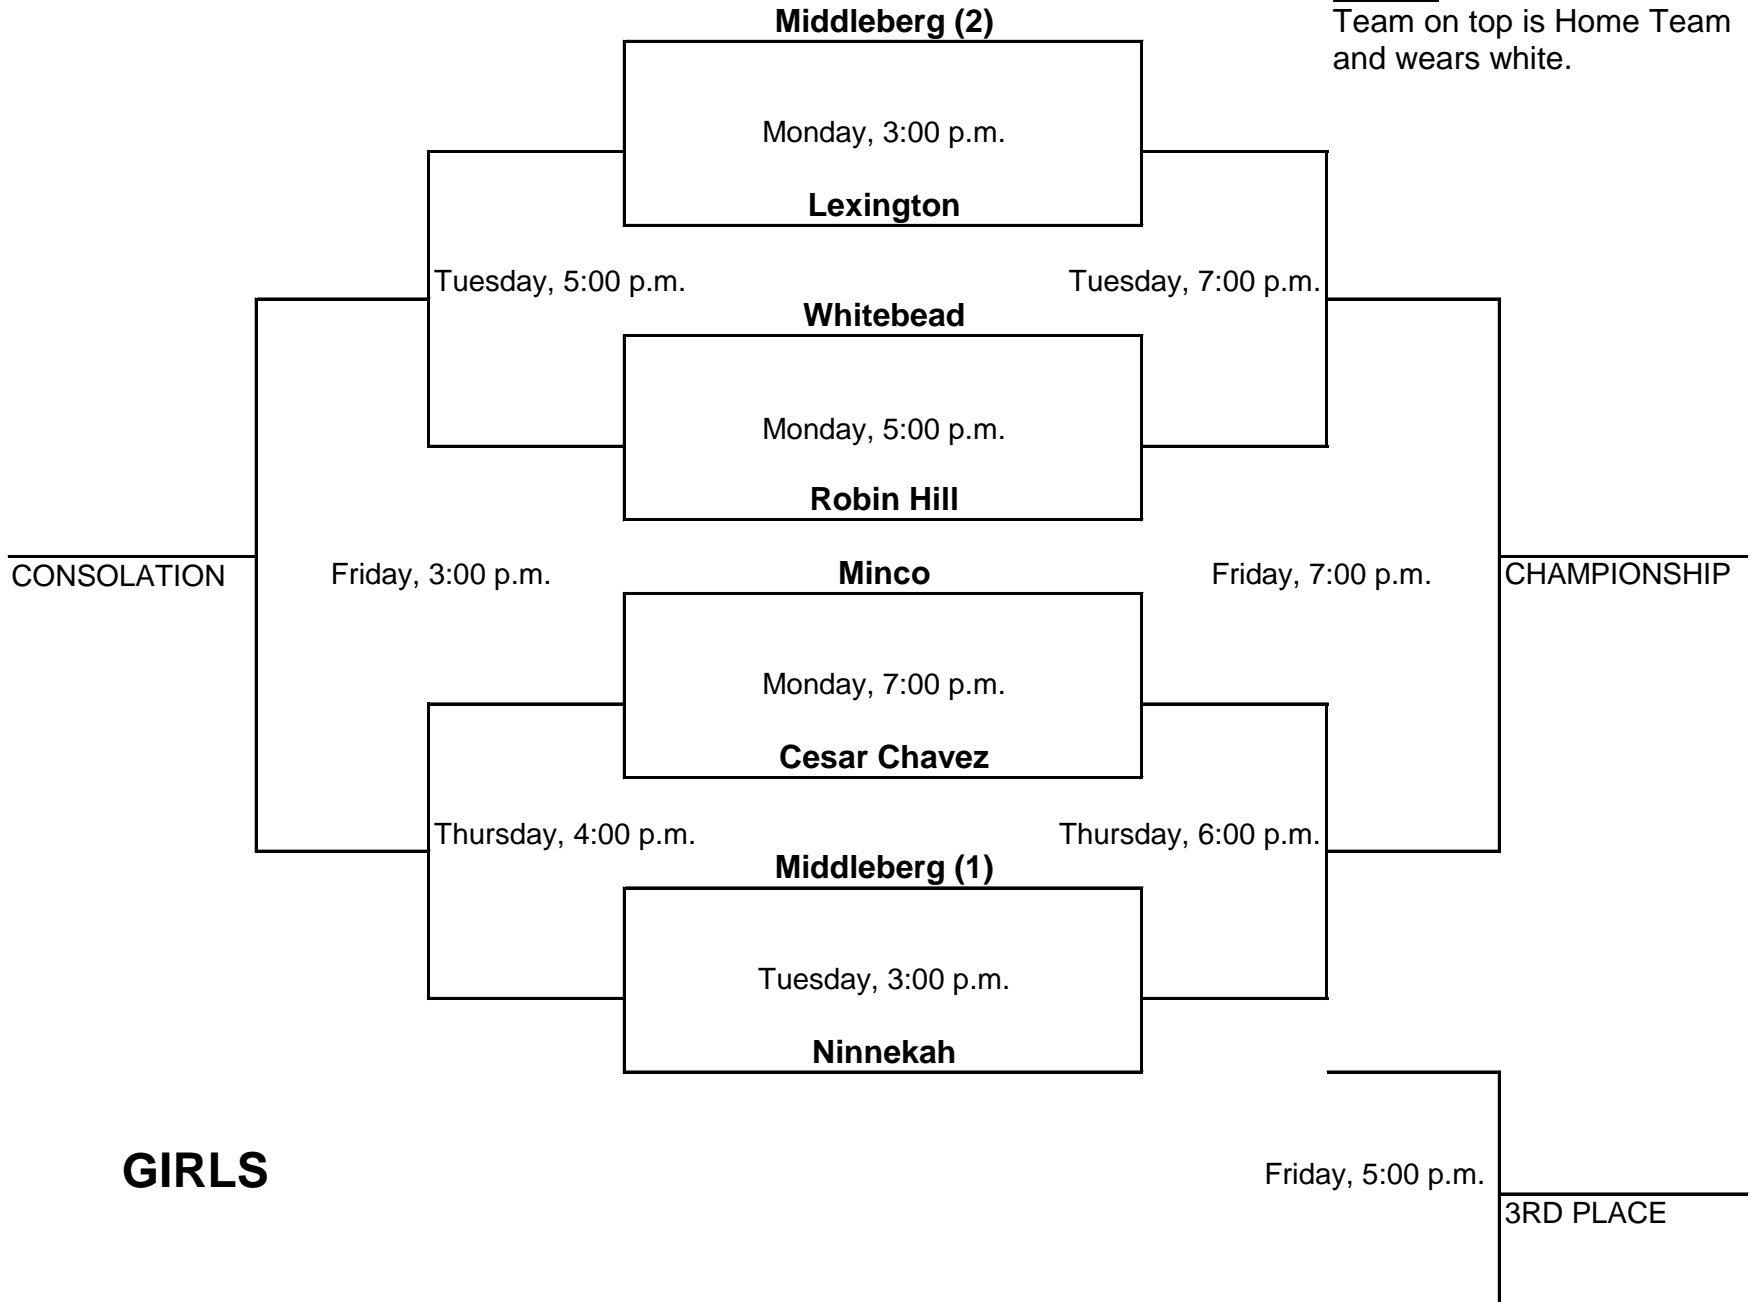 Middleberg (2)
Team on top is Home Team
and wears white.
Monday, 3:00 p.m.
Lexington
Tuesday, 5:00 p.m.
Tuesday, 7:00 p.m.
Whitebead
Monday, 5:00 p.m.
Robin Hill
CONSOLATION
Friday, 3:00 p.m.
Minco
Friday, 7:00 p.m.
CHAMPIONSHIP
Monday, 7:00 p.m.
Cesar Chavez
Thursday, 4:00 p.m.
Thursday, 6:00 p.m.
Middleberg (1)
Tuesday, 3:00 p.m.
Ninnekah
GIRLS
Friday, 5:00 p.m.
3RD PLACE